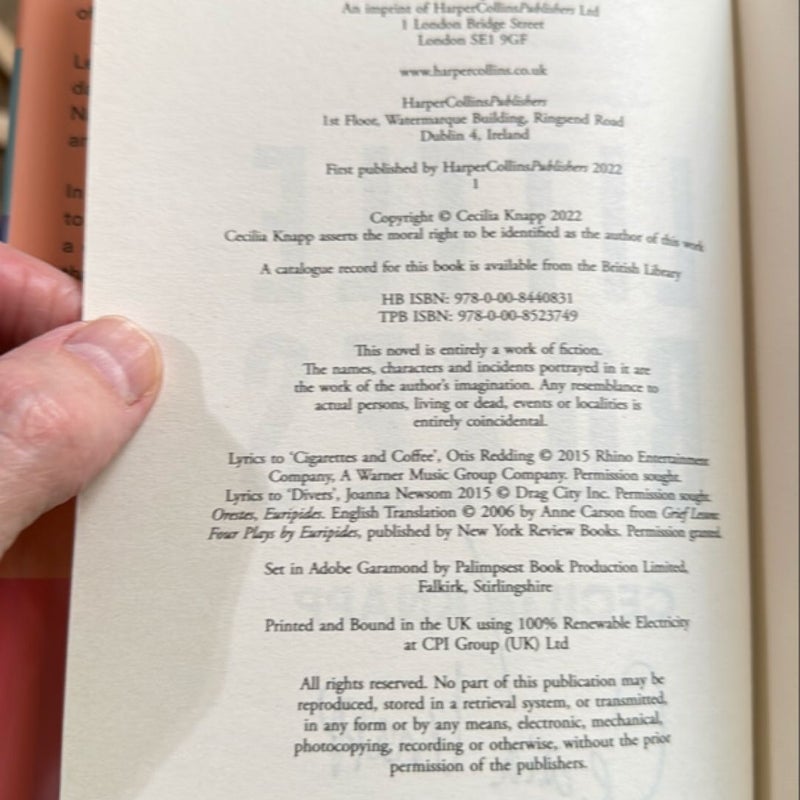 An imprint of HarperCollinsPublishers Ltd
1 London Bridge Street
London SE1 9GF
www.harpercollins.co.uk
HarperCollinsPublishers
1st Floor, Watermarque Building, Ringsend Road
Dublin 4, Ireland
First published by HarperCollinsPublishers 2022
1
Copyright © Cecilia Knapp 2022
Cecilia Knapp asserts the moral right to be identified as the author of this work
A catalogue record for this book is available from the British Library
HB ISBN: 978-0-00-8440831
TPB ISBN: 978-0-00-8523749
This novel is entirely a work of fiction.
The names, characters and incidents portrayed in it are
the work of the author's imagination. Any resemblance to
actual persons, living or dead, events or localities is
entirely coincidental.
Lyrics to 'Cigarettes and Coffee', Otis Redding © 2015 Rhino Entertainment
Company, A Warner Music Group Company. Permission sought.
Lyrics to 'Divers', Joanna Newsom 2015 © Drag City Inc. Permission sought.
Orestes, Euripides. English Translation © 2006 by Anne Carson from Grief Lessons:
Four Plays by Euripides, published by New York Review Books. Permission granted.
Set in Adobe Garamond by Palimpsest Book Production Limited,
Falkirk, Stirlingshire
Printed and Bound in the UK using 100% Renewable Electricity
at CPI Group (UK) Ltd
All rights reserved. No part of this publication may be
reproduced, stored in a retrieval system, or transmitted,
in any form or by any means, electronic, mechanical,
photocopying, recording or otherwise, without the prior
permission of the publishers.